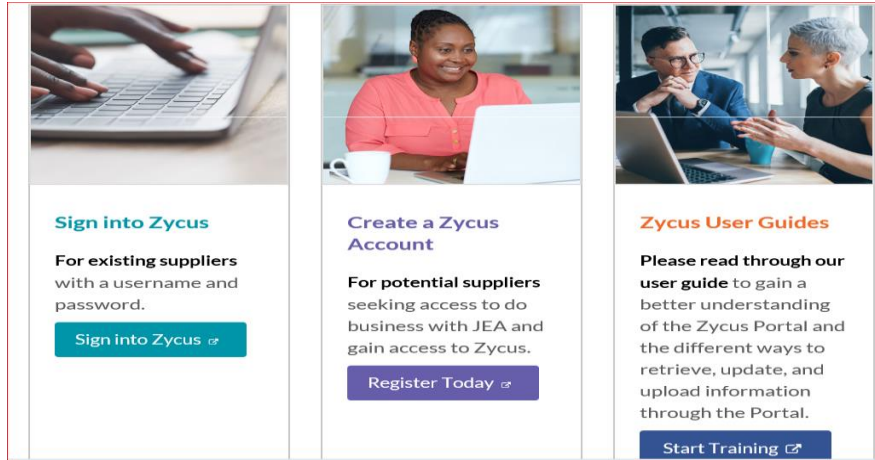 Sign into Zycus
For existing suppliers
with a username and
password.
Sign into Zycus
Create a Zycus
Account
For potential suppliers
seeking access to do
business with JEA and
gain access to Zycus.
Register Today
Zycus User Guides
Please read through our
user guide to gain a
better understanding
of the Zycus Portal and
the different ways to
retrieve, update, and
upload information
through the Portal.
Start Training